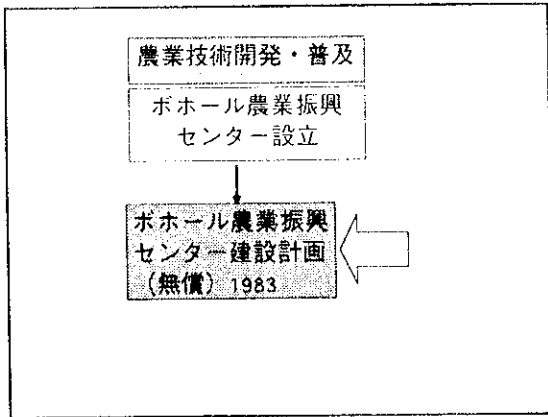 農業技術開発・普及
ボホール農業振興
センター設立
ボホール農業振興
センター建設計画
(無償) 1983